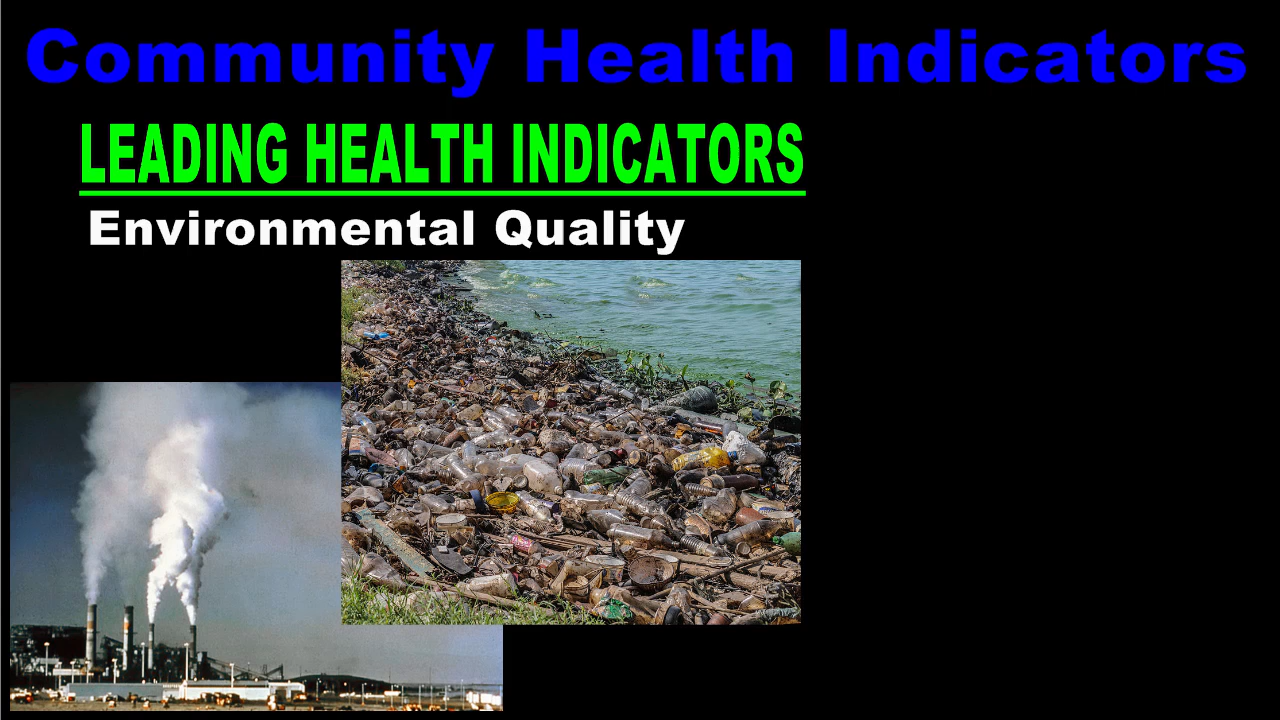 Community Health Indicators
LEADING HEALTH INDICATORS
Environmental Quality